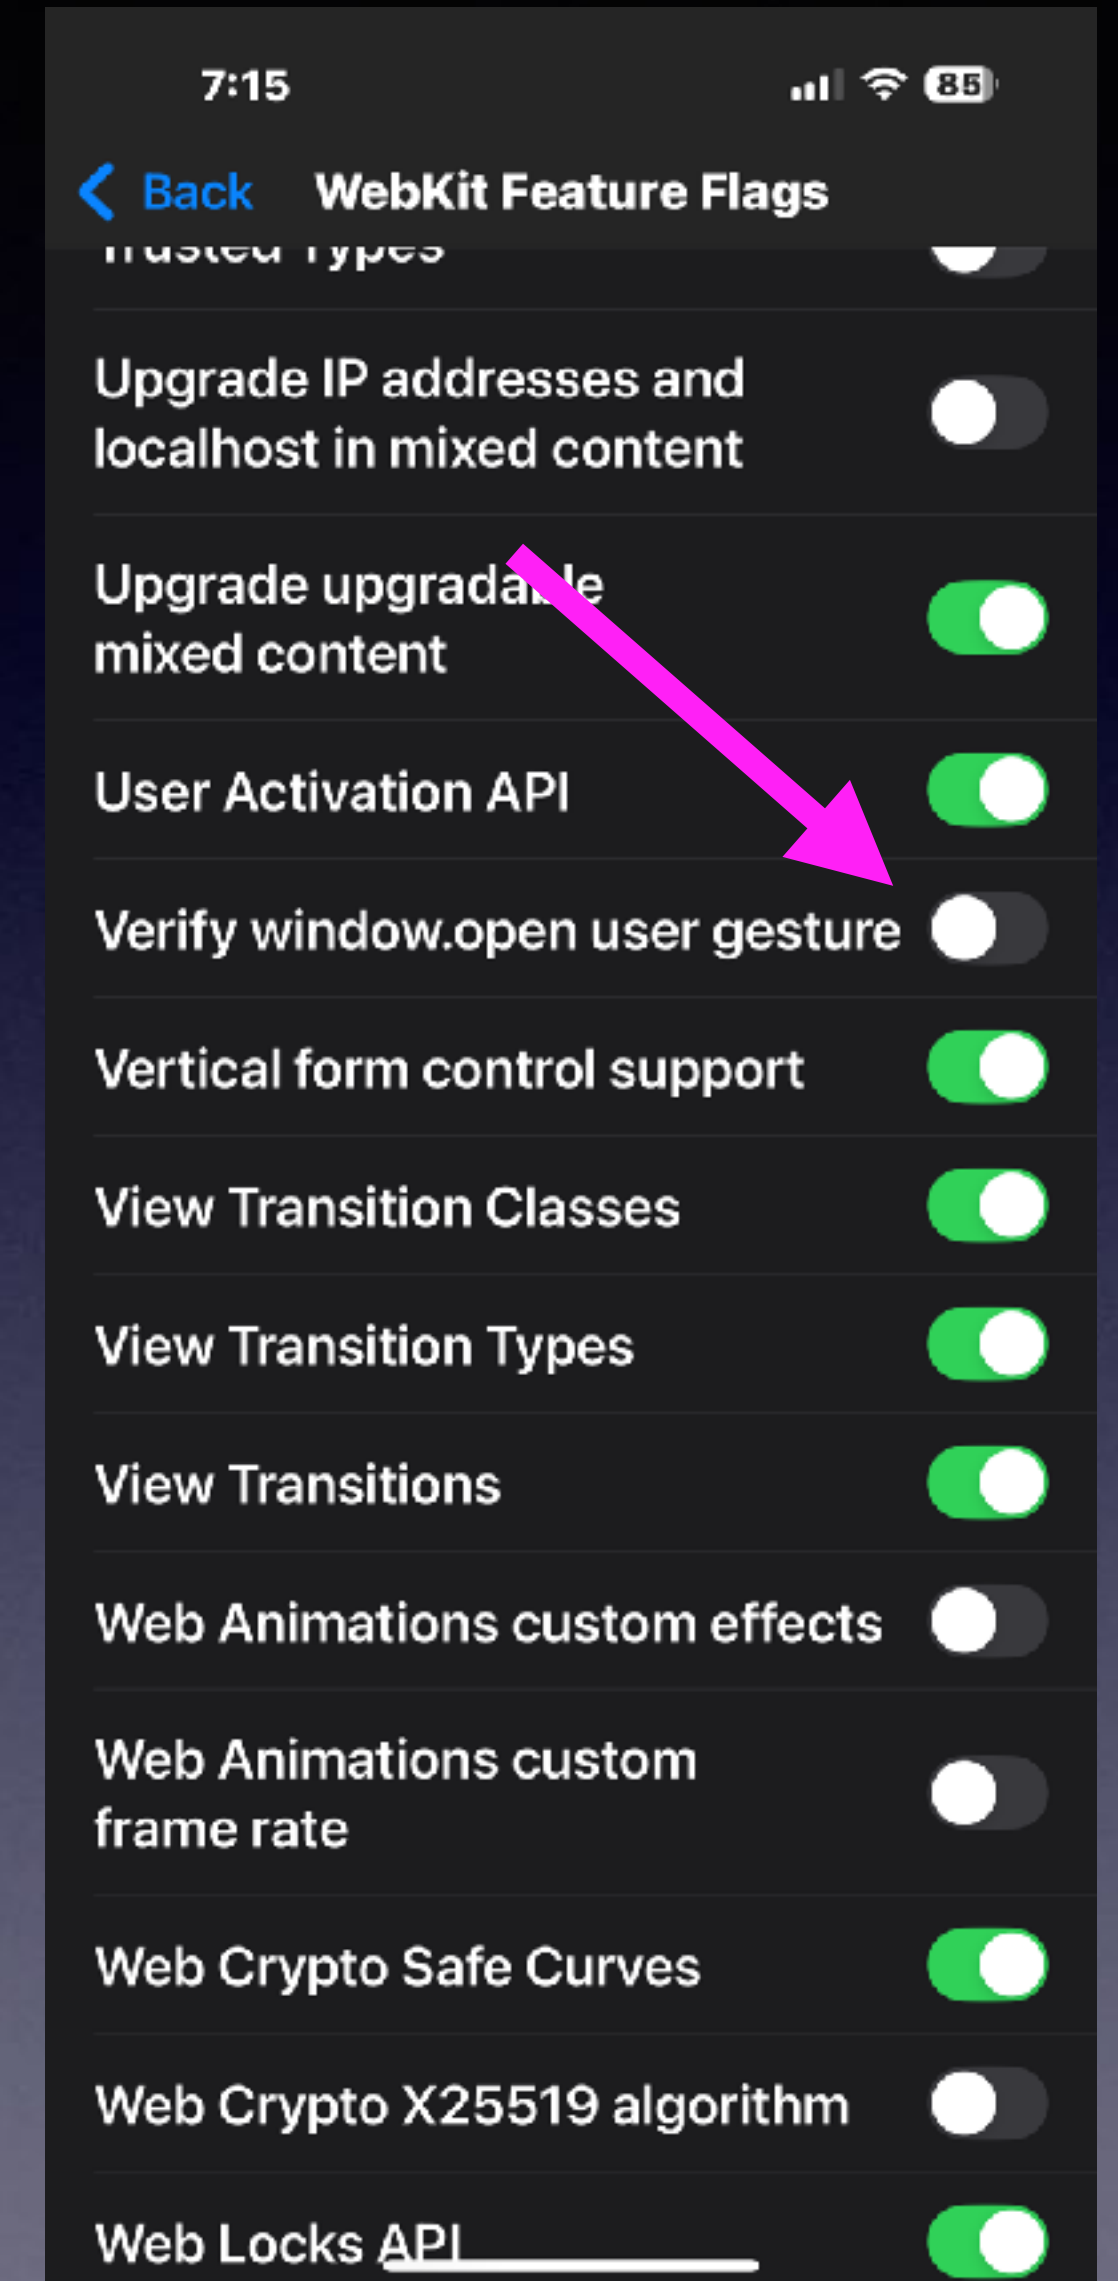 7:15
85
Back WebKit Feature Flags
Trusted Types
Upgrade IP addresses and
localhost in mixed content
Upgrade upgradable
mixed content
User Activation API
Verify window.open user gesture
Vertical form control support
View Transition Classes
View Transition Types
View Transitions
Web Animations custom effects
Web Animations custom
frame rate
Web Crypto Safe Curves
Web Crypto X25519 algorithm
Web Locks API